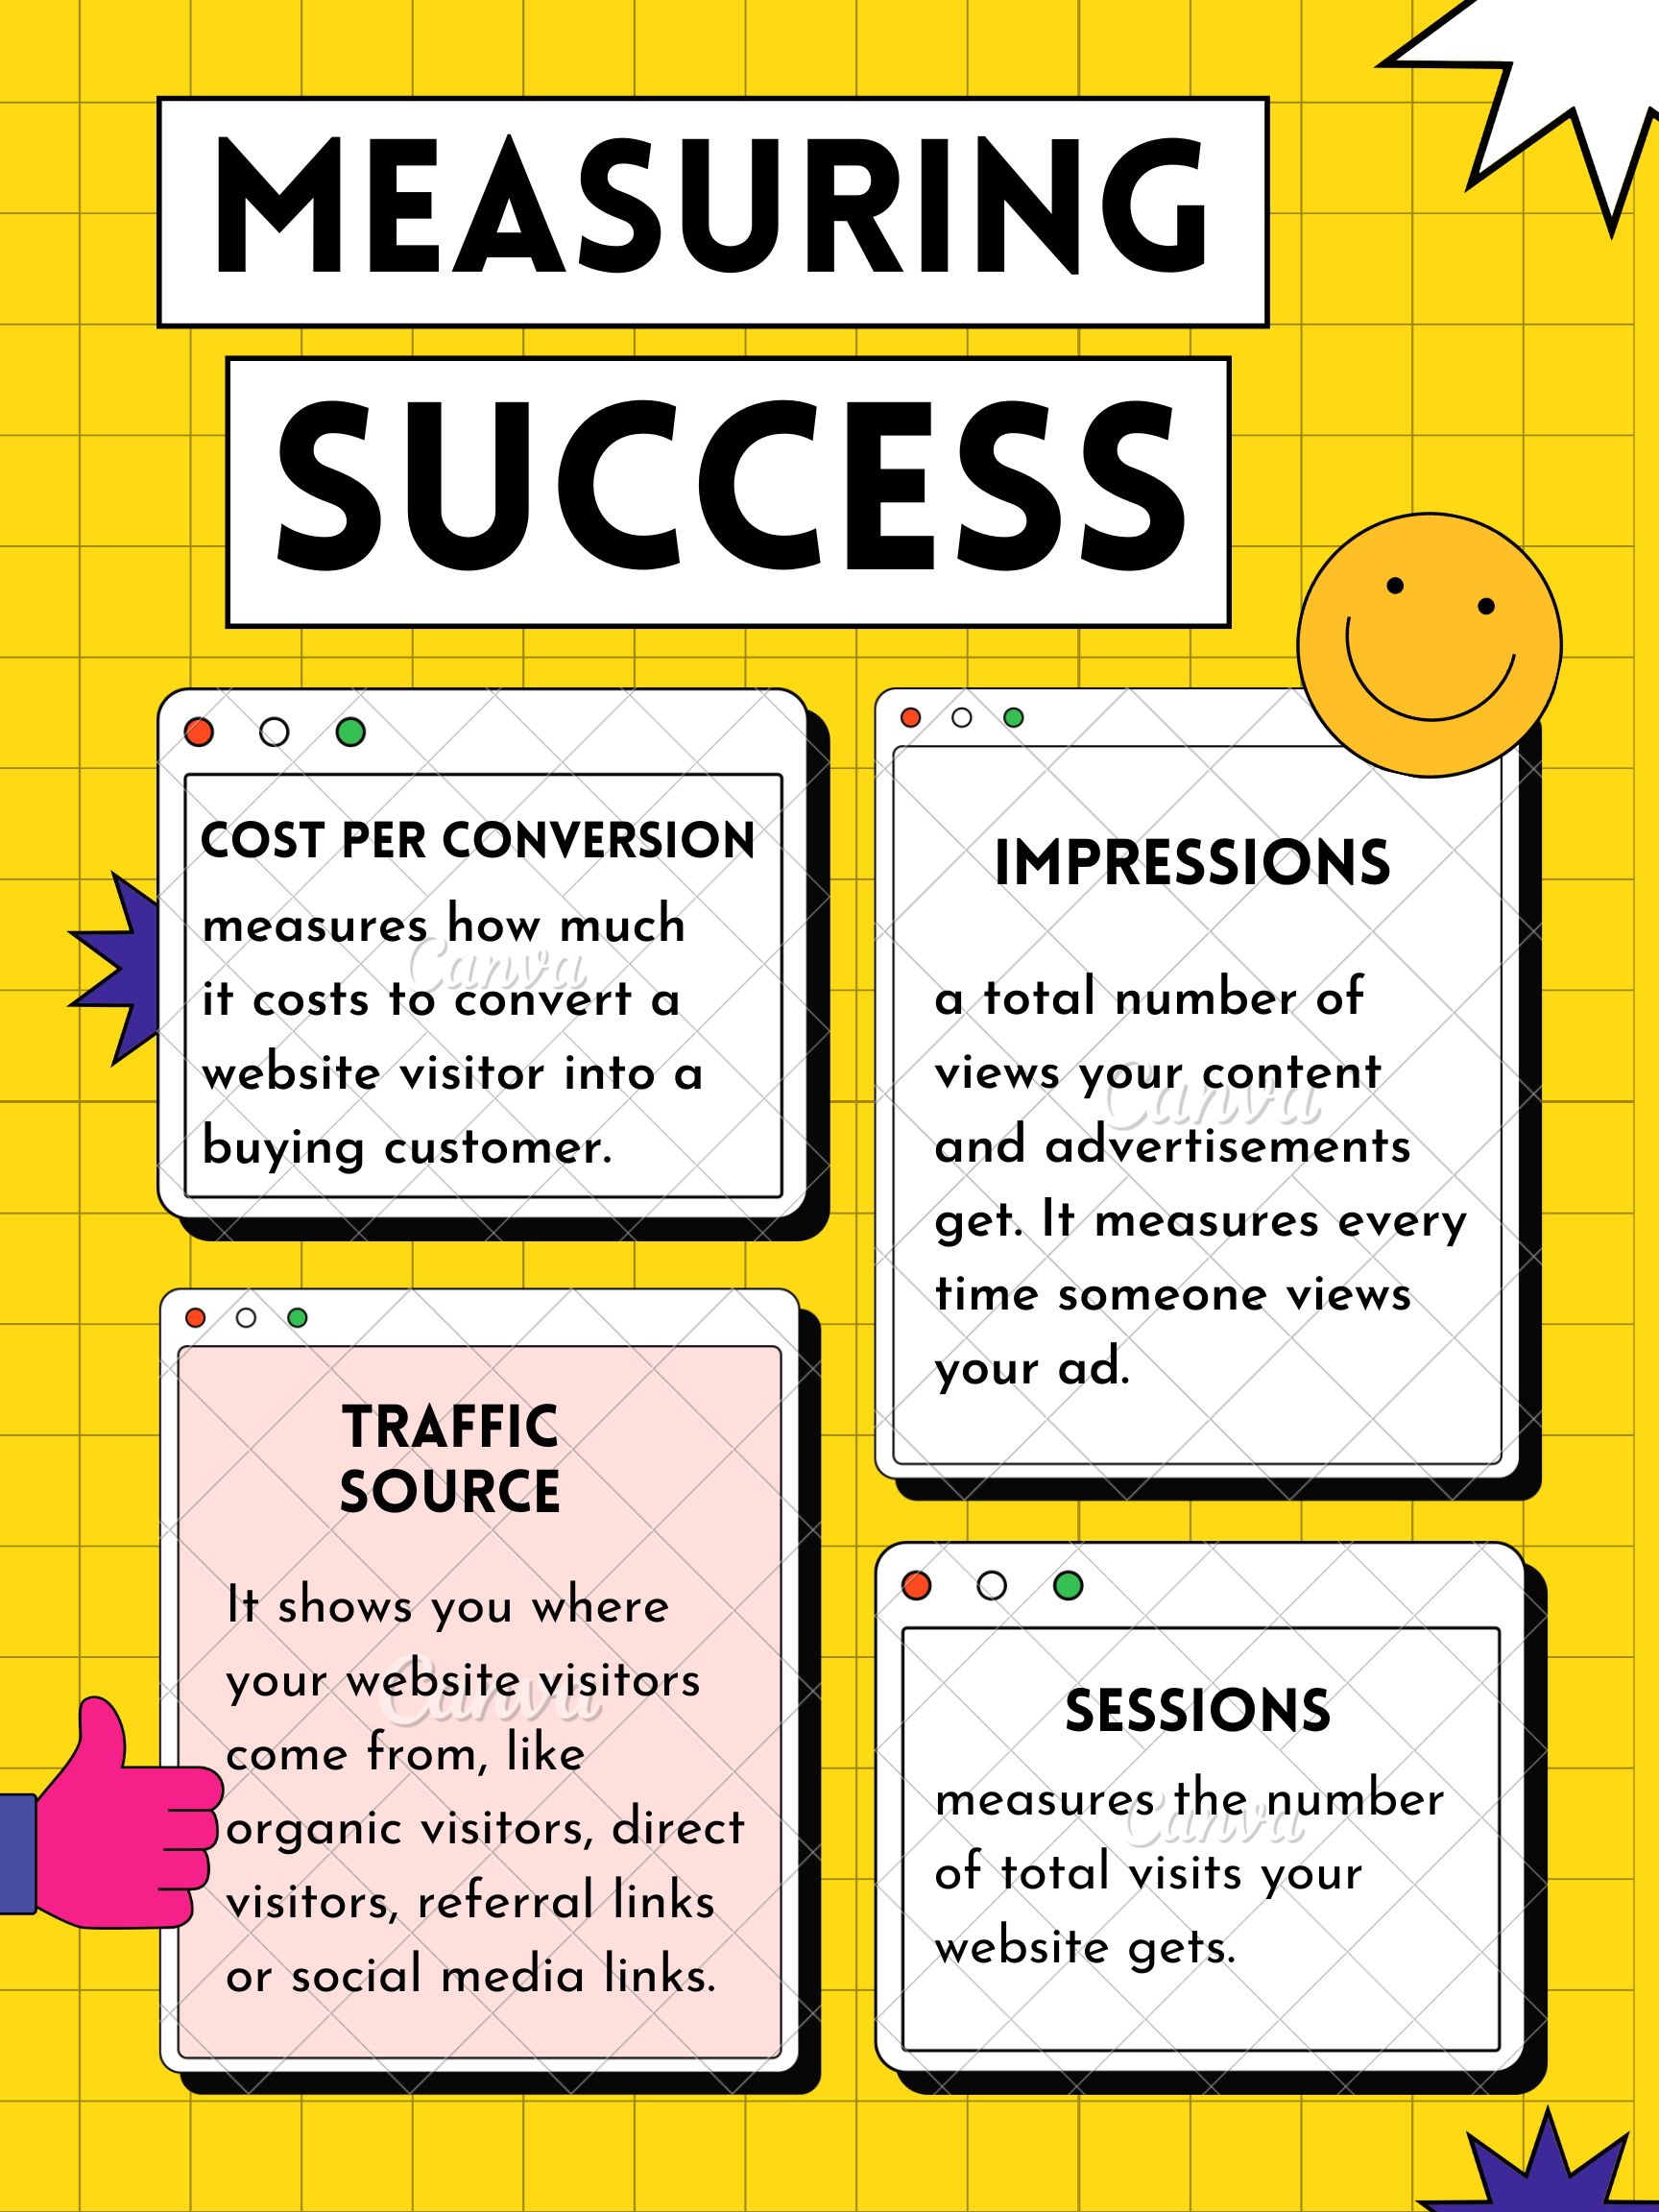 MEASURING
SUCCESS
COST PER CONVERSION
measures how much
it costs to convert a
website visitor into a
buying customer.
Canva
IMPRESSIONS
a total number of
views your content
and advertisements
get. It measures every
time someone views
your ad.
Canva
TRAFFIC
SOURCE
It shows you where
your website visitors
come from, like
organic visitors, direct
visitors, referral links
or social media links.
Canva
SESSIONS
measures the number
of total visits your
website gets.
Canva